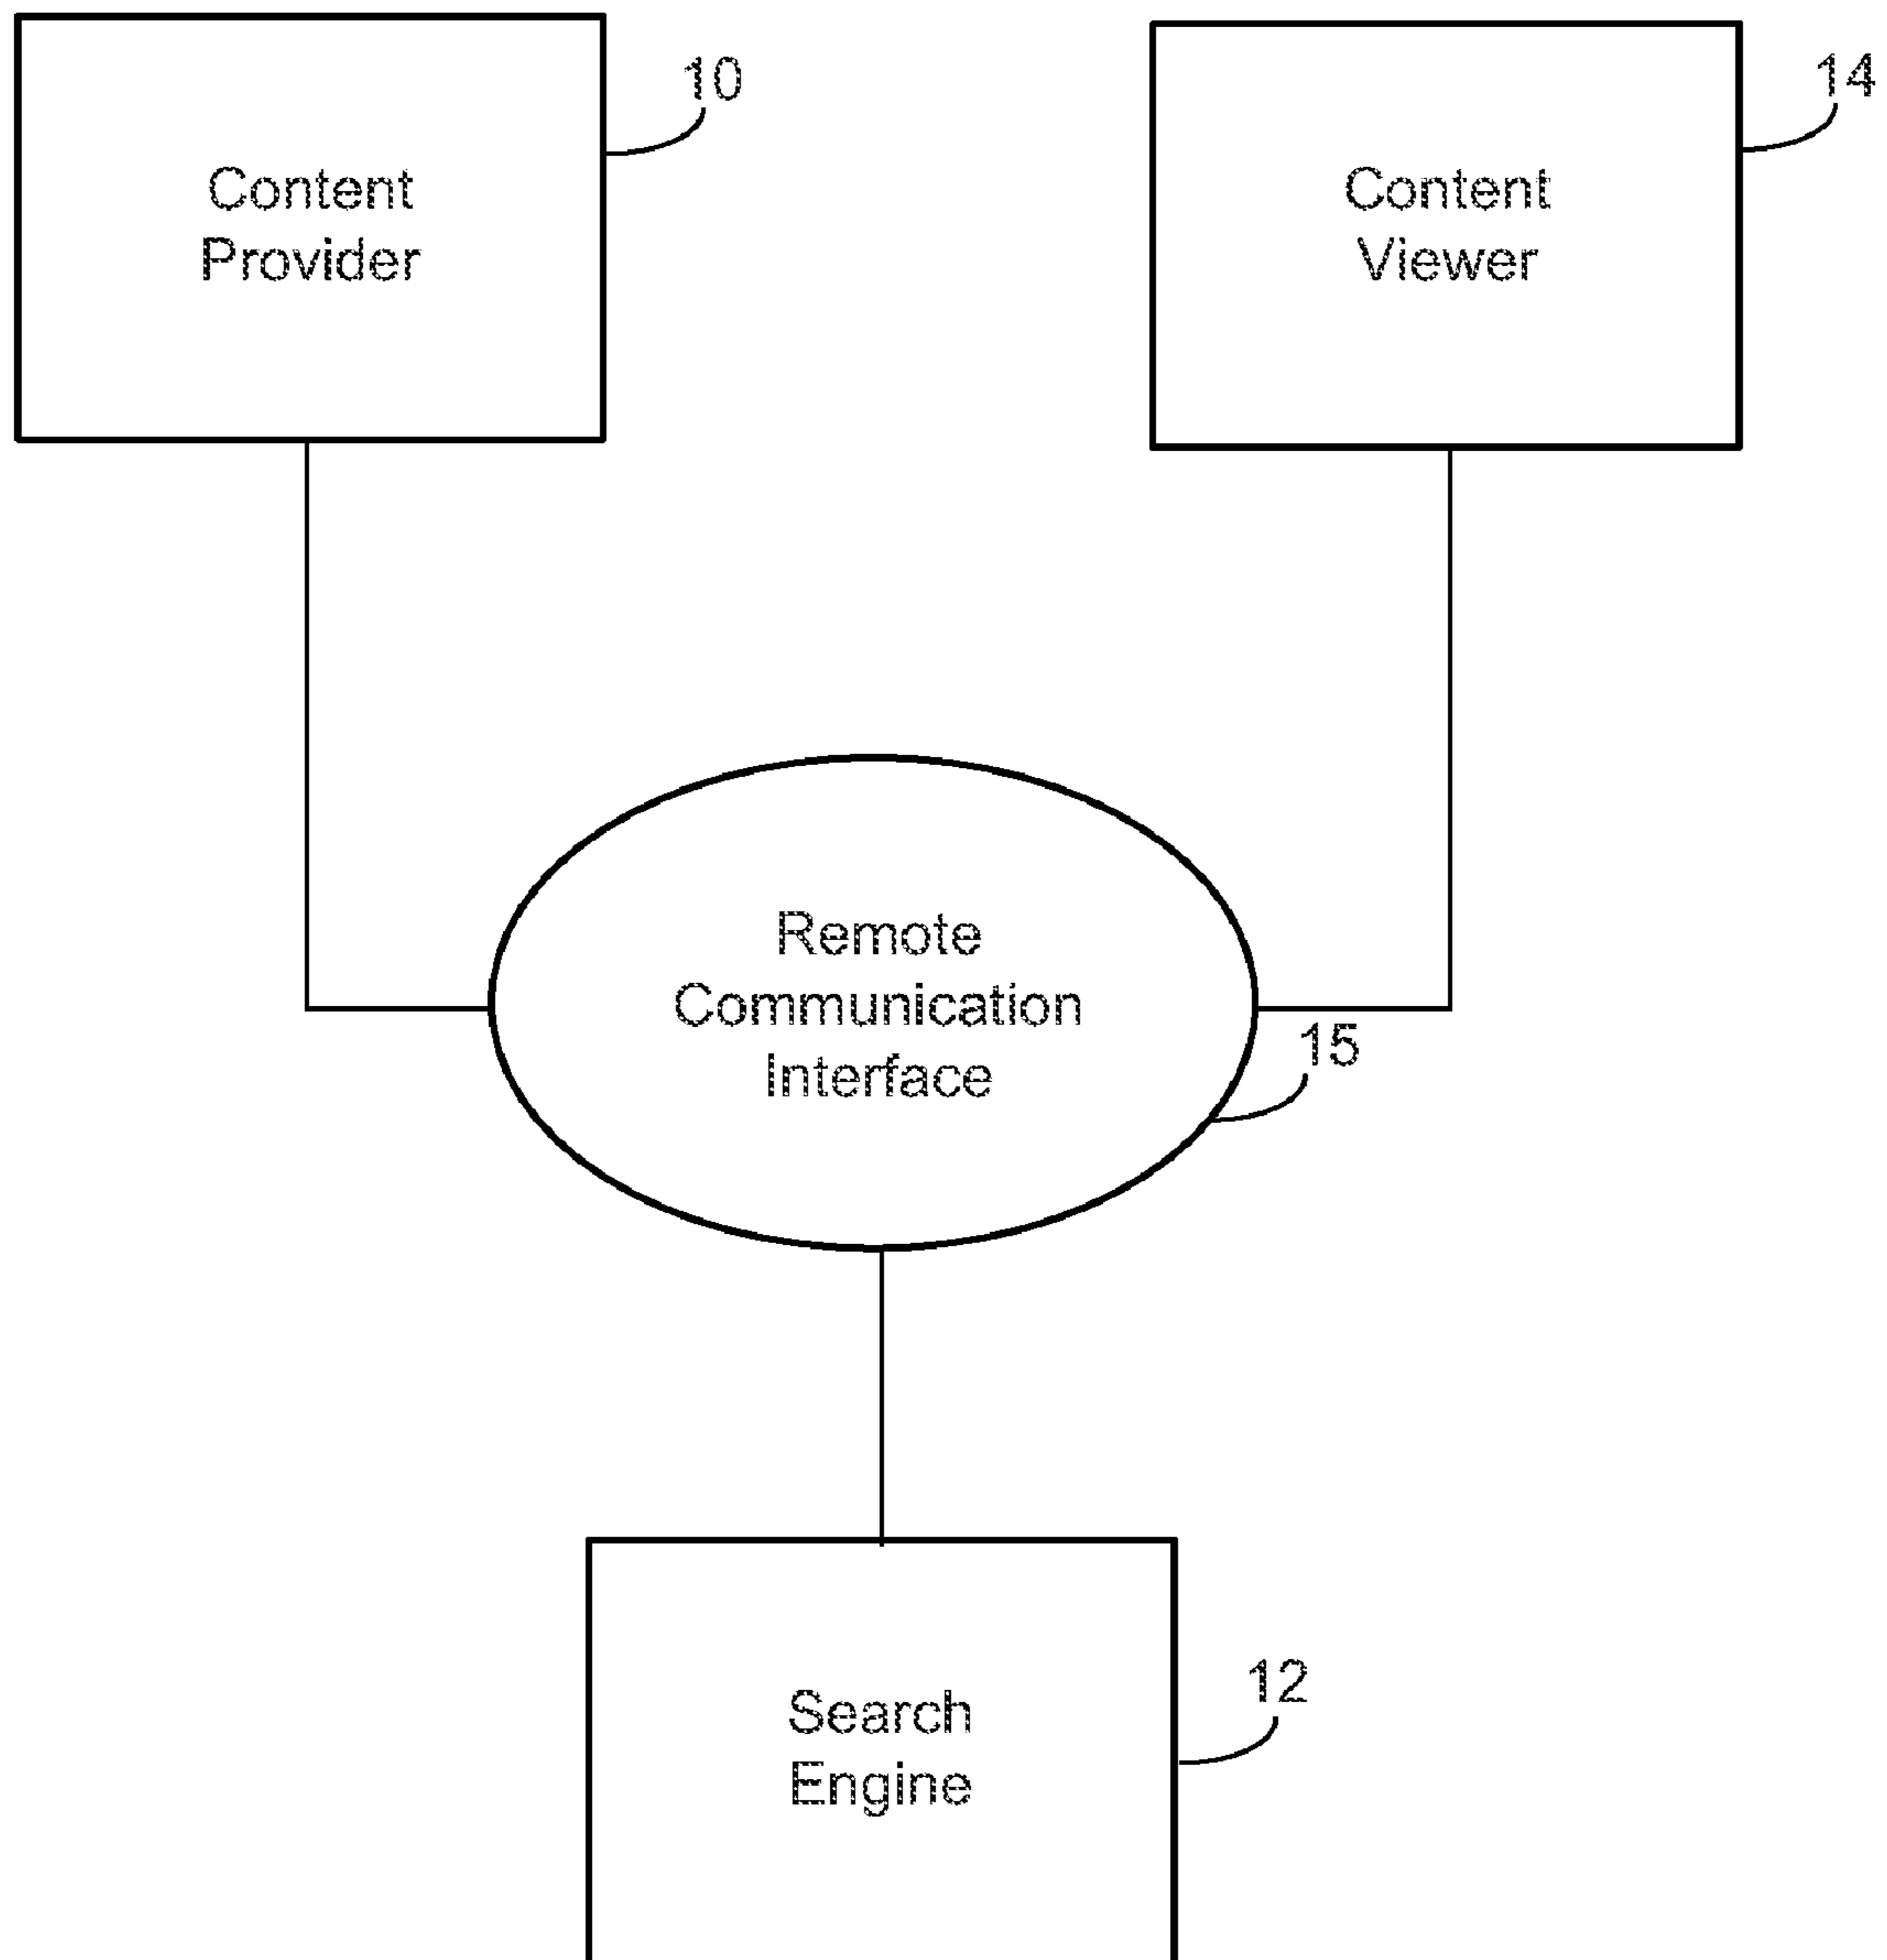 10
Content
Provider
14
Content
Viewer
Remote
Communication
Interface
15
Search
Engine
12